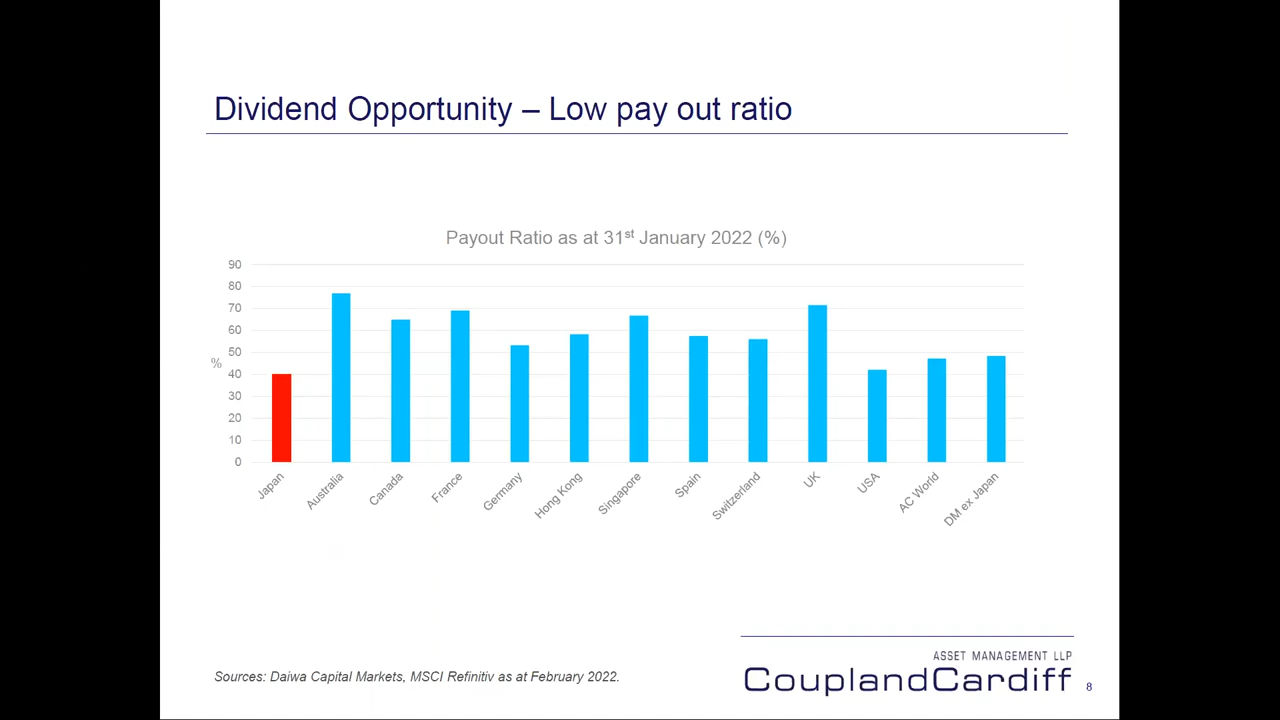 Dividend Opportunity – Low pay out ratio
Payout Ratio as at 31st January 2022 (%)
90
80
70
60
50
%
40
30
20
10
0
Japan
Australia
Canada
France
Germany
Hong Kong
Singapore
Spain
Switzerland
UK
USA
AC World
DM ex Japan
Sources: Daiwa Capital Markets, MSCI Refinitiv as at February 2022.
ASSET MANAGEMENT LLP
CouplandCardiff
8